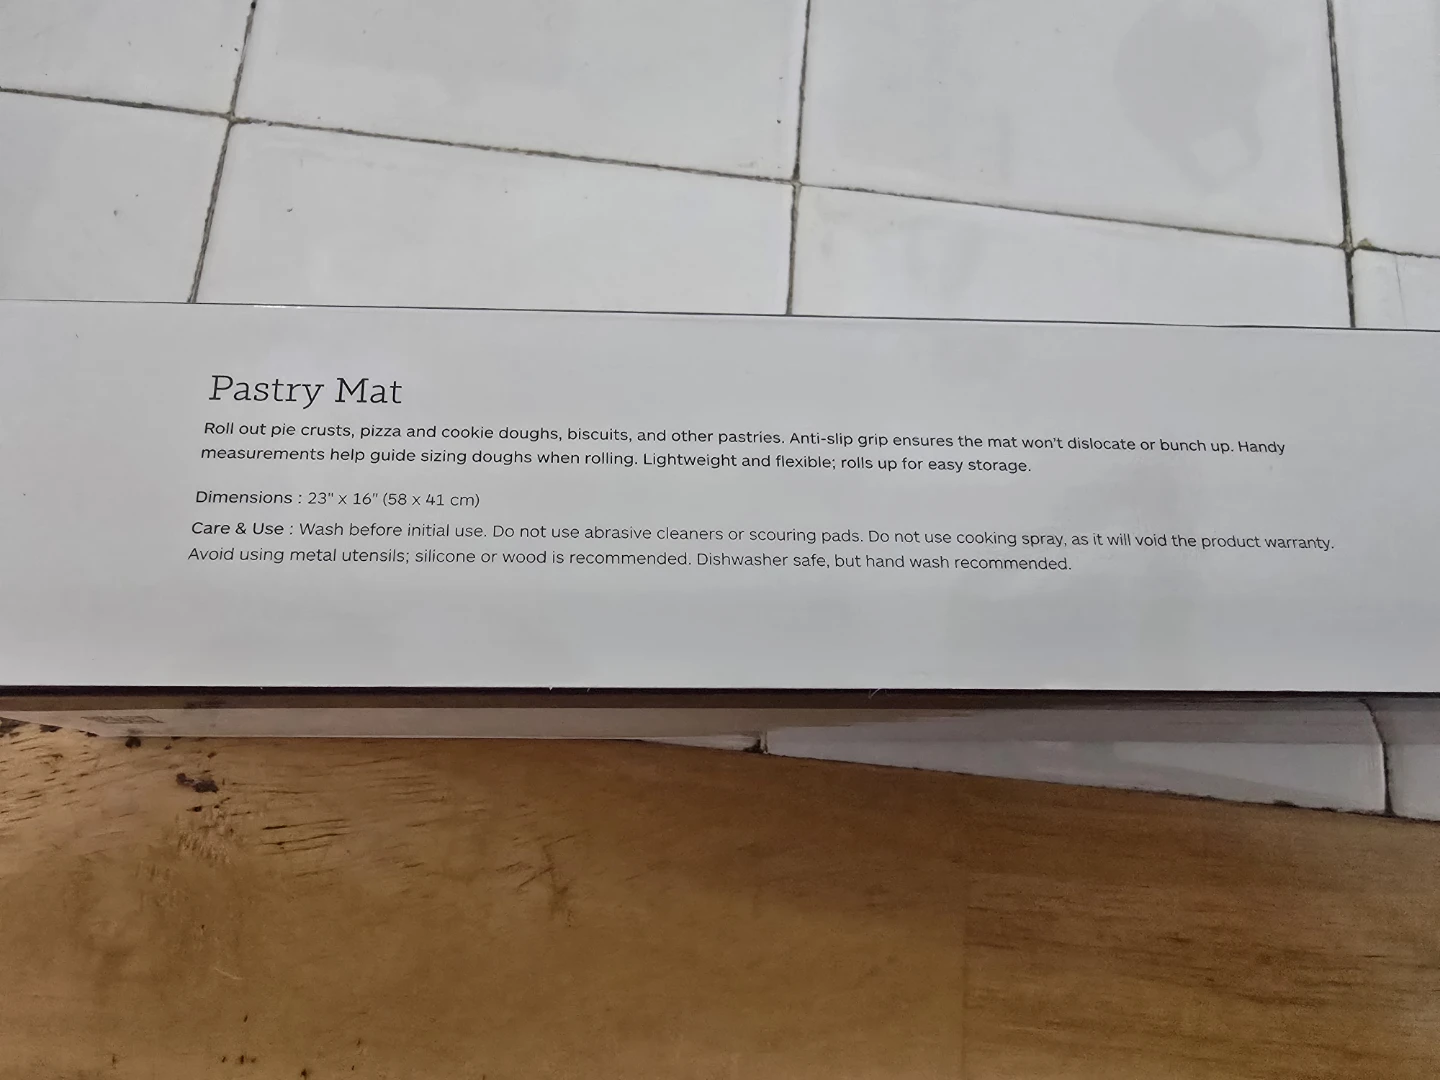 Pastry Mat
Roll out pie crusts, pizza and cookie doughs, biscuits, and other pastries. Anti-slip grip ensures the mat won't dislocate or bunch up. Handy
measurements help guide sizing doughs when rolling. Lightweight and flexible; rolls up for easy storage.
Dimensions : 23" x 16" (58 x 41 cm)
Care & Use : Wash before initial use. Do not use abrasive cleaners or scouring pads. Do not use cooking spray, as it will void the product warranty.
Avoid using metal utensils; silicone or wood is recommended. Dishwasher safe, but hand wash recommended.